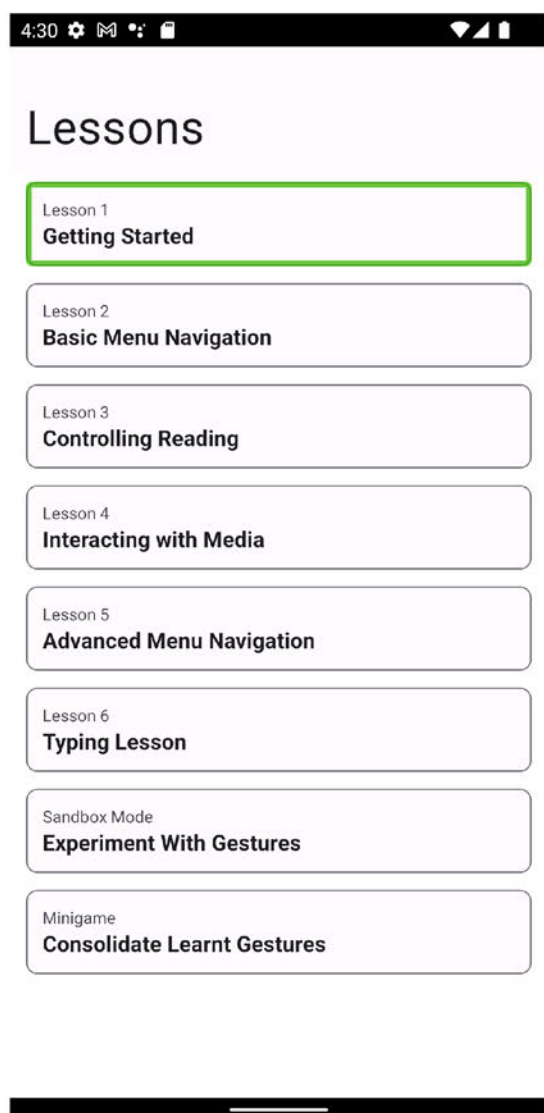 4:30
Lessons
Lesson 1
Getting Started
Lesson 2
Basic Menu Navigation
Lesson 3
Controlling Reading
Lesson 4
Interacting with Media
Lesson 5
Advanced Menu Navigation
Lesson 6
Typing Lesson
Sandbox Mode
Experiment With Gestures
Minigame
Consolidate Learnt Gestures